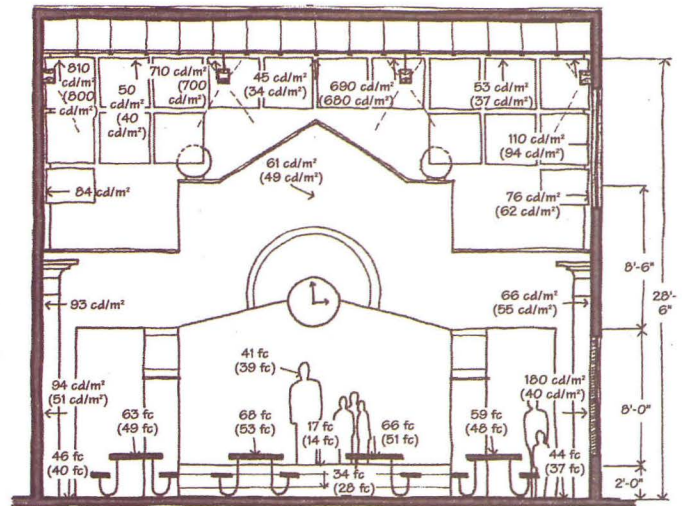 810
cd/m²
(800
cd/m²)
50
cd/m²
(40
cd/m²)
710 cd/m²
(700
cd/m²)
45 cd/m²
(34 cd/m²)
690 cd/m²
(680 cd/m²)
53 cd/m²
(37 cd/m²)
110 cd/m²
(94 cd/m²)
61 cd/m²
(49 cd/m²)
84 cd/m²
76 cd/m²
(62 cd/m²)
93 cd/m²
66 cd/m²
(55 cd/m²)
8'-6"
28'-
6"
41 fc
(39 fc)
94 cd/m²
(51 cd/m²)
180 cd/m²
(40 cd/m²)
8'-0"
63 fc
(49 fc)
68 fc
(53 fc)
17 fc
(14 fc)
66 fc
(51 fc)
59 fc
(48 fc)
46 fc
(40 fc)
34 fc
(28 fc)
44 fc
(37 fc)
2'-0"